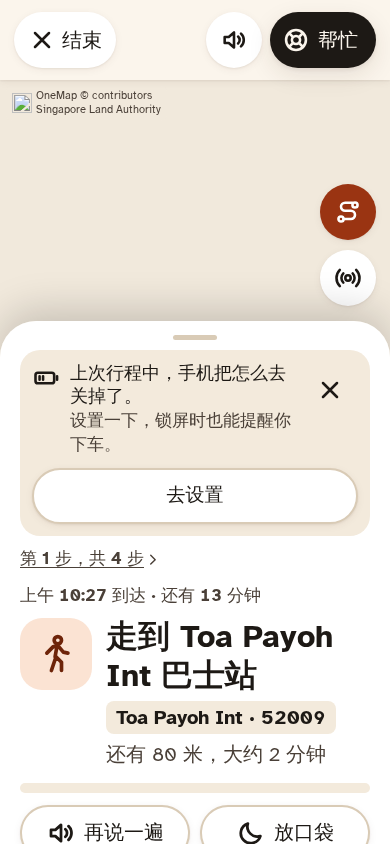 结束
帮忙
OneMap © contributors
Singapore Land Authority
上次行程中，手机把怎么去
关掉了。
设置一下，锁屏时也能提醒你
下车。
去设置
第 1 步，共 4 步
上午 10:27 到达 · 还有 13 分钟
走到 Toa Payoh
Int 巴士站
Toa Payoh Int · 52009
还有 80 米，大约 2 分钟
再说一遍
放口袋